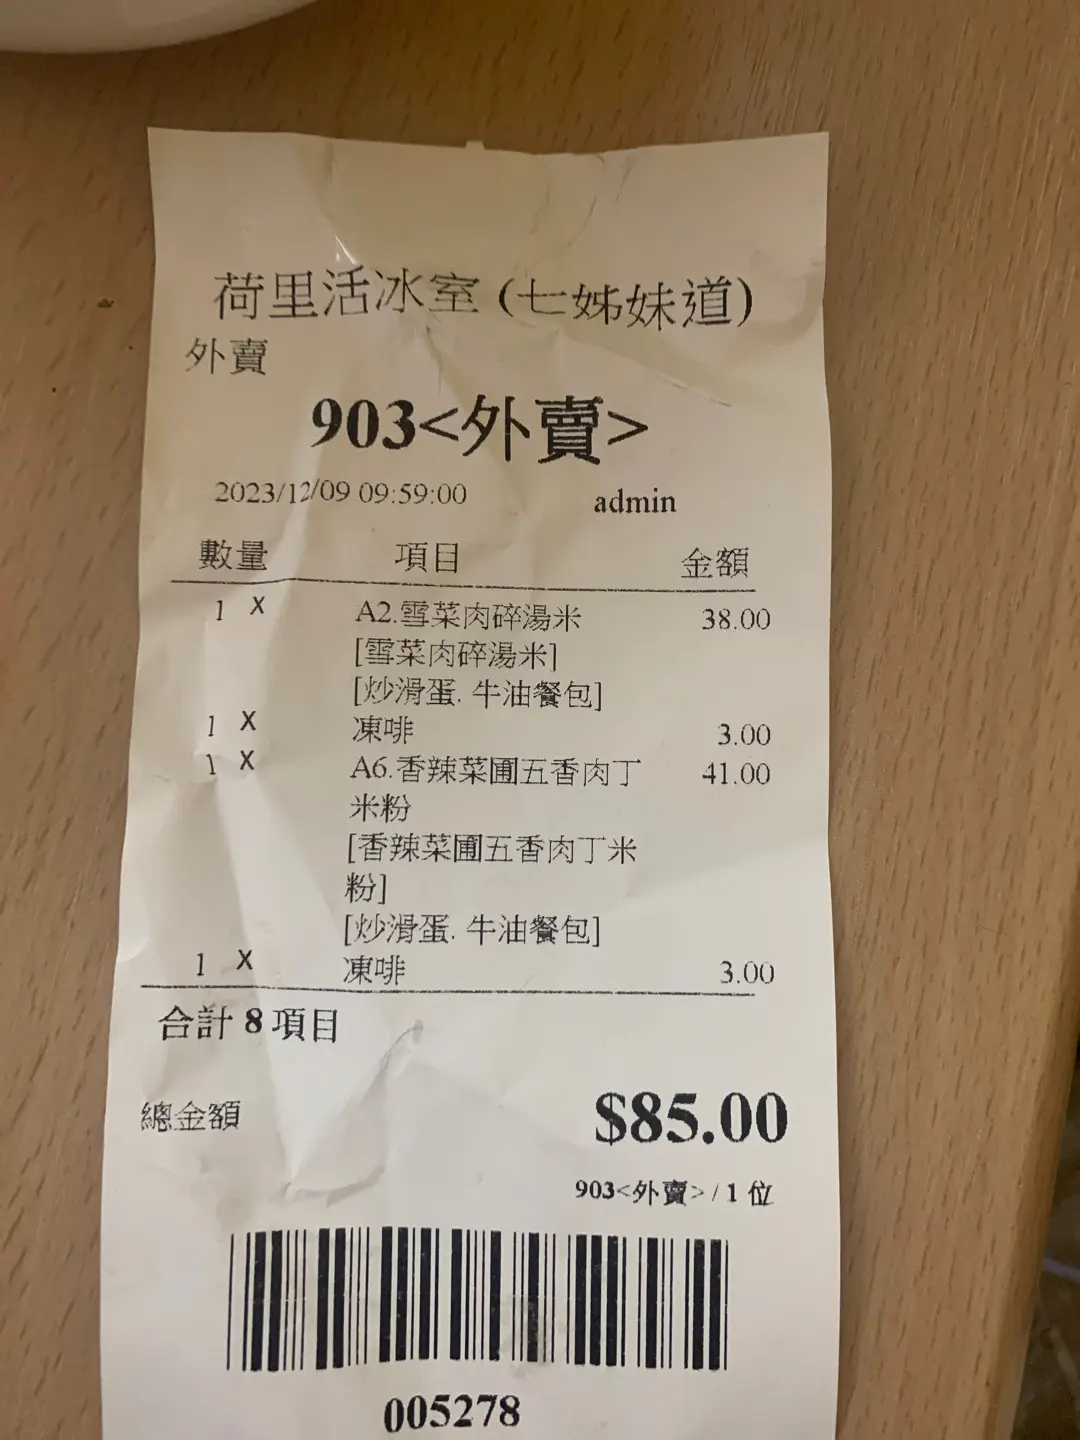 荷里活冰室 (七姊妹道)
外賣
903<外賣>
2023/12/09 09:59:00 admin
數量 項目 金額
1 X A2.雪菜肉碎湯米 38.00
[雪菜肉碎湯米]
[炒滑蛋. 牛油餐包]
1 X 凍啡 3.00
1 X A6.香辣菜圃五香肉丁 41.00
米粉
[香辣菜圃五香肉丁米
粉]
[炒滑蛋. 牛油餐包]
1 X 凍啡 3.00
合計 8 項目
總金額 $85.00
903<外賣> / 1 位
005278